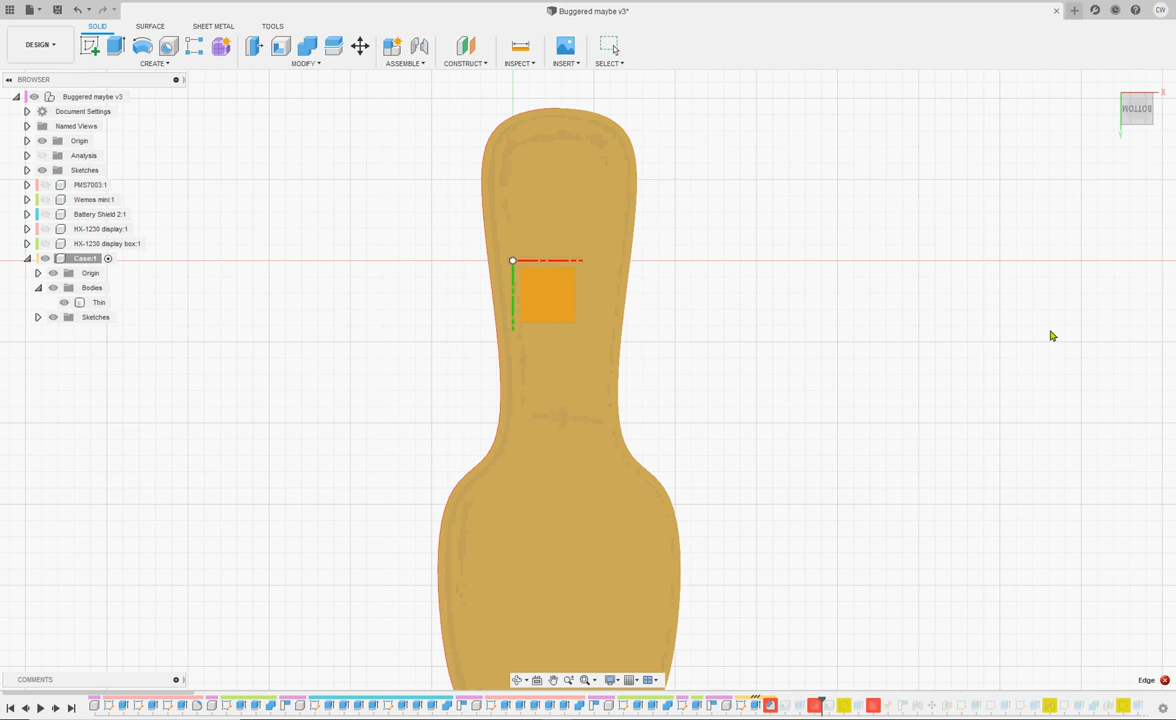 Buggered maybe v3*
CW
SOLID SURFACE SHEET METAL TOOLS
DESIGN
CREATE MODIFY ASSEMBLE CONSTRUCT INSPECT INSERT SELECT
BROWSER
Buggered maybe v3
Document Settings
Named Views
Origin
Analysis
Sketches
PMS7003:1
Wemos mini:1
Battery Shield 2:1
HX-1230 display:1
HX-1230 display box:1
Case:1
Origin
Bodies
Thin
Sketches
X
BOTTOM
Y
COMMENTS
Edge